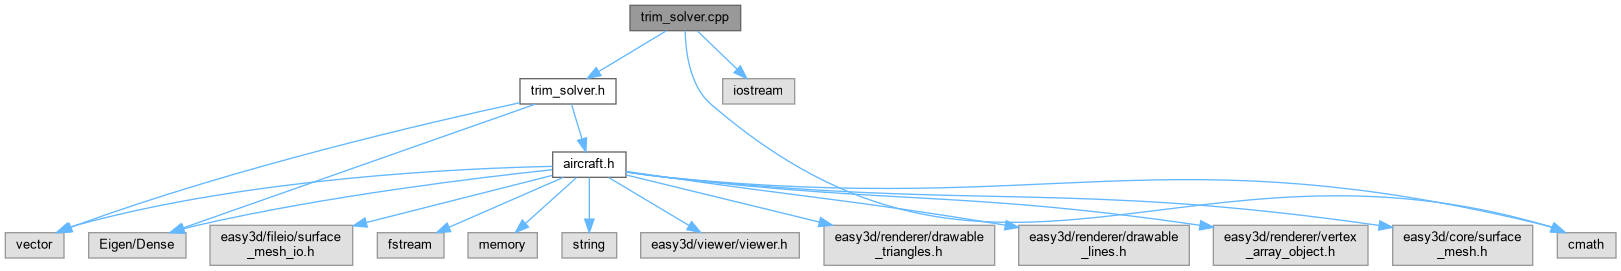 trim_solver.cpp
trim_solver.h
iostream
aircraft.h
vector
Eigen/Dense
easy3d/fileio/surface
_mesh_io.h
fstream
memory
string
easy3d/viewer/viewer.h
easy3d/renderer/drawable
_triangles.h
easy3d/renderer/drawable
_lines.h
easy3d/renderer/vertex
_array_object.h
easy3d/core/surface
_mesh.h
cmath